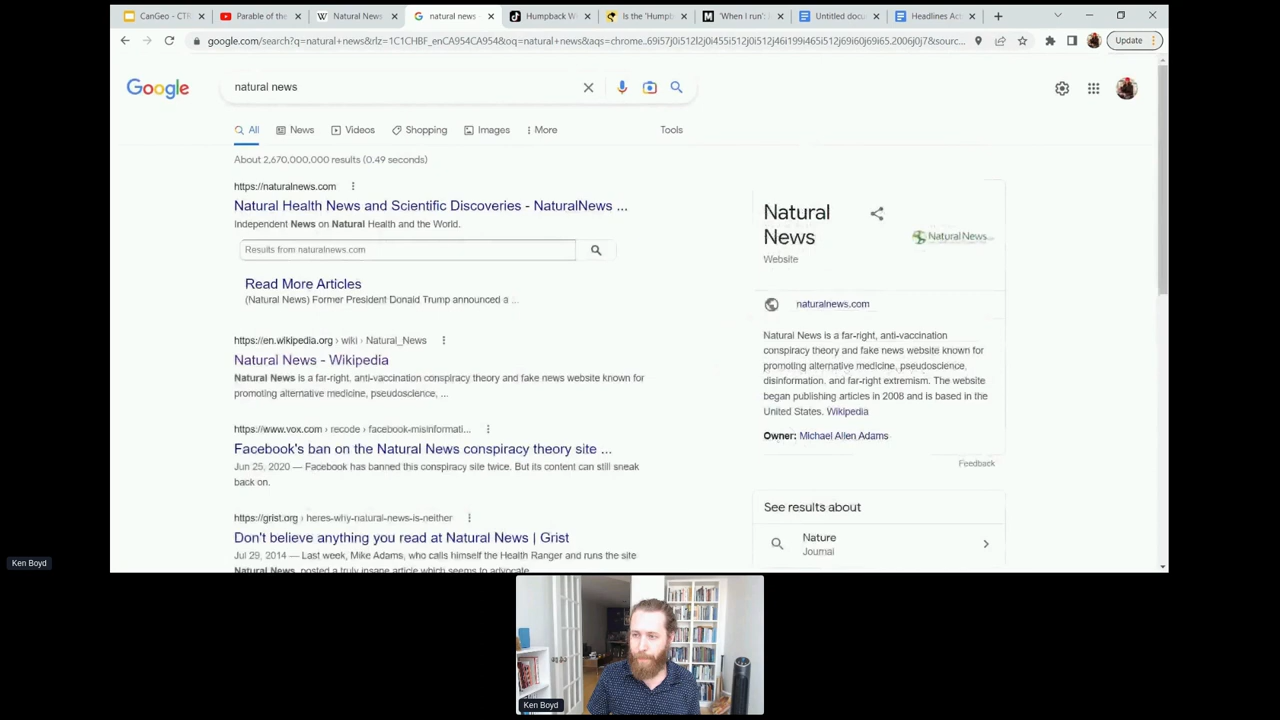 CanGeo - CTR
Parable of the
Natural News
natural news
Humpback W
Is the 'Humpb
'When I run':
Untitled docu
Headlines Act
google.com/search?q=natural+news&rlz=1C1CHBF_enCA954CA954&oq=natural+news&aqs=chrome..69i57j0i512l2j0i455i512j0i512j46i199i465i512j69i60j69i65.2006j0j7&sourc...
Update
Google
natural news
All
News
Videos
Shopping
Images
More
Tools
About 2,670,000,000 results (0.49 seconds)
https://naturalnews.com
Natural Health News and Scientific Discoveries - NaturalNews ...
Independent News on Natural Health and the World.
Results from naturalnews.com
Read More Articles
(Natural News) Former President Donald Trump announced a ...
https://en.wikipedia.org › wiki › Natural_News
Natural News - Wikipedia
Natural News is a far-right, anti-vaccination conspiracy theory and fake news website known for
promoting alternative medicine, pseudoscience, ...
https://www.vox.com › recode › facebook-misinformati...
Facebook's ban on the Natural News conspiracy theory site ...
Jun 25, 2020 — Facebook has banned this conspiracy site twice. But its content can still sneak
back on.
https://grist.org › heres-why-natural-news-is-neither
Don't believe anything you read at Natural News | Grist
Jul 29, 2014 — Last week, Mike Adams, who calls himself the Health Ranger and runs the site
Natural News, posted a truly insane article which seems to advocate
Natural
News
Website
NaturalNews.
naturalnews.com
Natural News is a far-right, anti-vaccination
conspiracy theory and fake news website known for
promoting alternative medicine, pseudoscience,
disinformation, and far-right extremism. The website
began publishing articles in 2008 and is based in the
United States. Wikipedia
Owner: Michael Allen Adams
Feedback
See results about
Nature
Journal
Ken Boyd
Ken Boyd